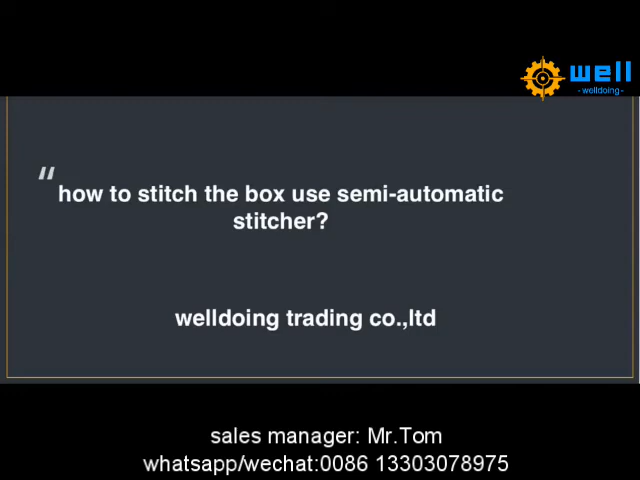 well
-welldoing-
“
how to stitch the box use semi-automatic
stitcher?
welldoing trading co.,ltd
sales manager: Mr.Tom
whatsapp/wechat:0086 13303078975